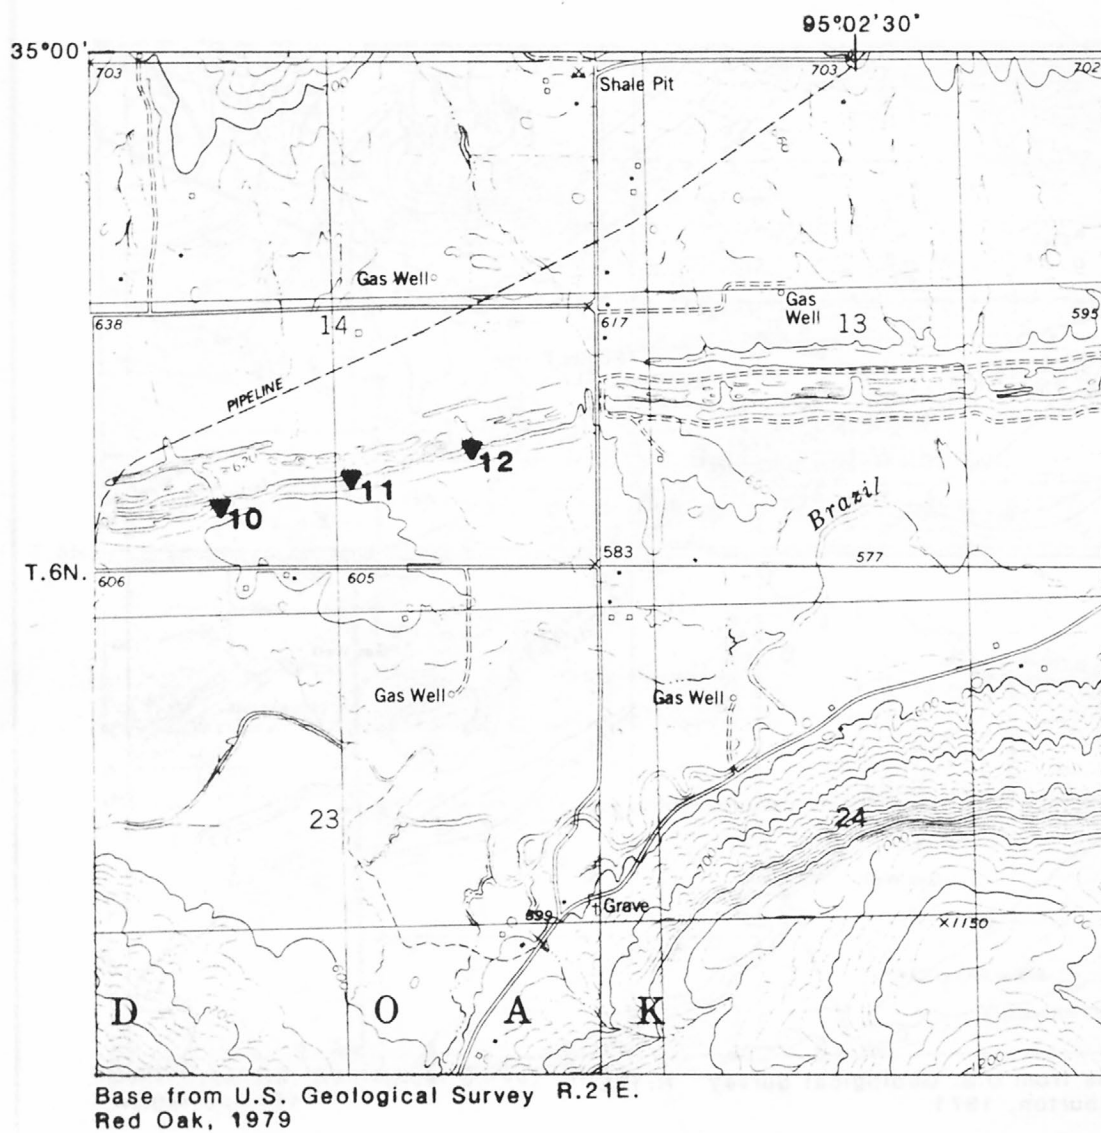 95°02'30"
35°00'
703
703
702
Shale Pit
Gas Well
Gas
Well
638
14
617
13
595
PIPELINE
12
11
10
Brazil
T.6N.
606
605
583
577
Gas Well
Gas Well
23
24
Grave
×1150
D O A K
Base from U.S. Geological Survey R.21E.
Red Oak, 1979